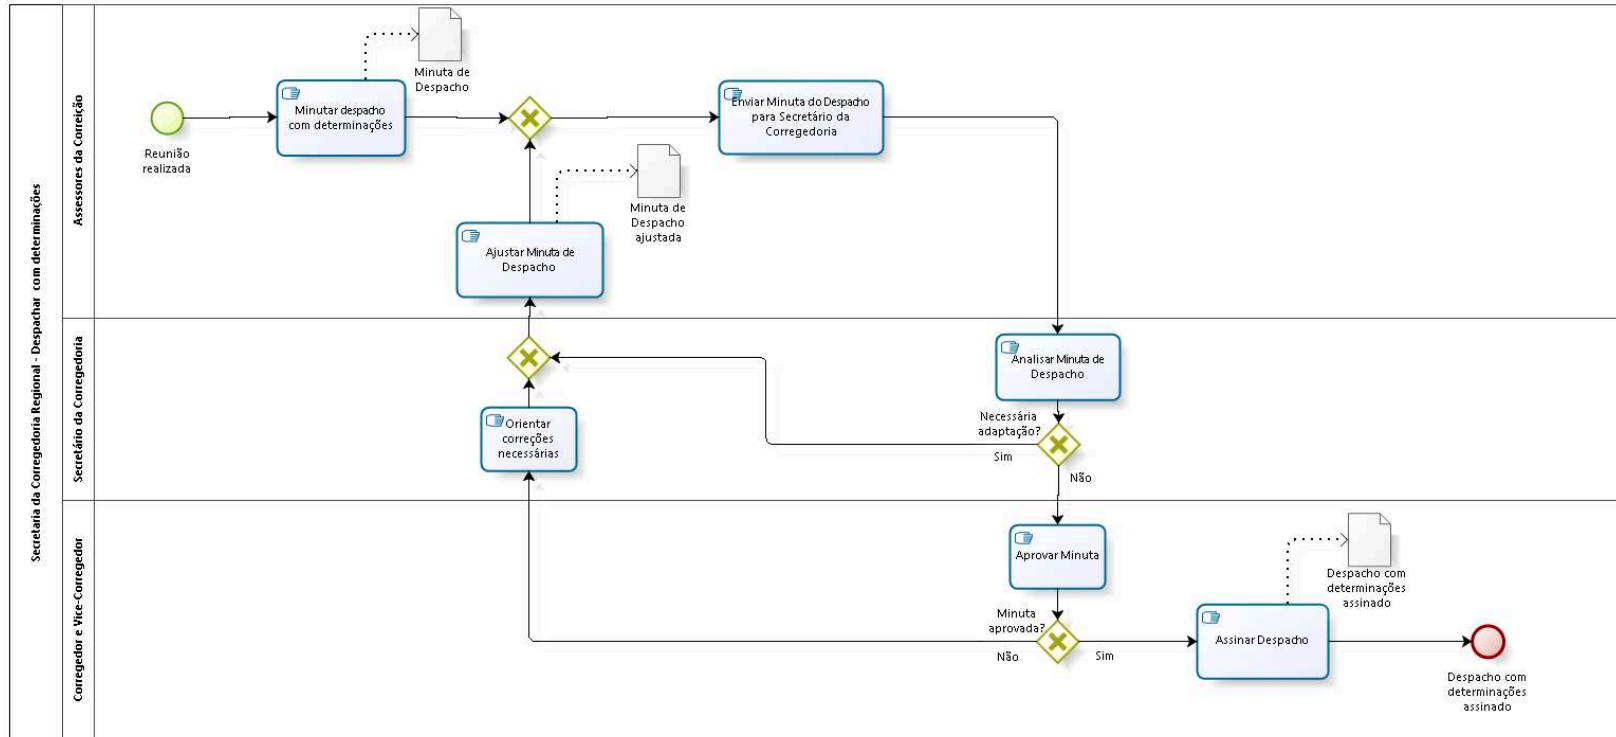 Secretaria da Corregedoria Regional - Despachar com determinações
Assessores da Correição
Reunião
realizada
Minutar despacho
com determinações
Minuta de
Despacho
Enviar Minuta do Despacho
para Secretário da
Corregedoria
Minuta de
Despacho
ajustada
Ajustar Minuta de
Despacho
Secretário da Corregedoria
Analisar Minuta de
Despacho
Necessária
adaptação?
Sim
Não
Orientar
correções
necessárias
Corregedor e Vice-Corregedor
Aprovar Minuta
Minuta
aprovada?
Não
Sim
Assinar Despacho
Despacho com
determinações
assinado
Despacho com
determinações
assinado